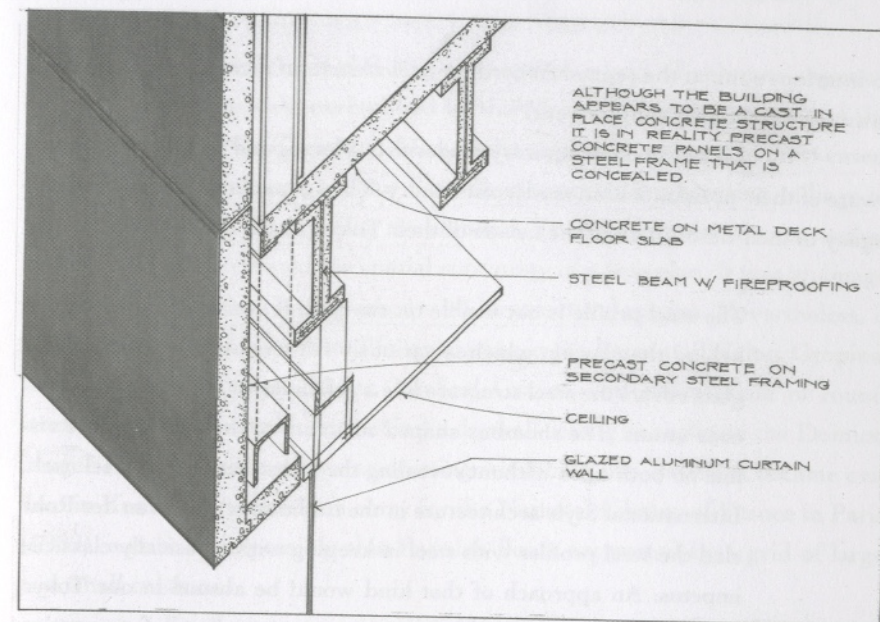 ALTHOUGH THE BUILDING
APPEARS TO BE A CAST IN
PLACE CONCRETE STRUCTURE
IT IS IN REALITY PRECAST
CONCRETE PANELS ON A
STEEL FRAME THAT IS
CONCEALED.
CONCRETE ON METAL DECK
FLOOR SLAB
STEEL BEAM W/ FIREPROOFING
PRECAST CONCRETE ON
SECONDARY STEEL FRAMING
CEILING
GLAZED ALUMINUM CURTAIN
WALL